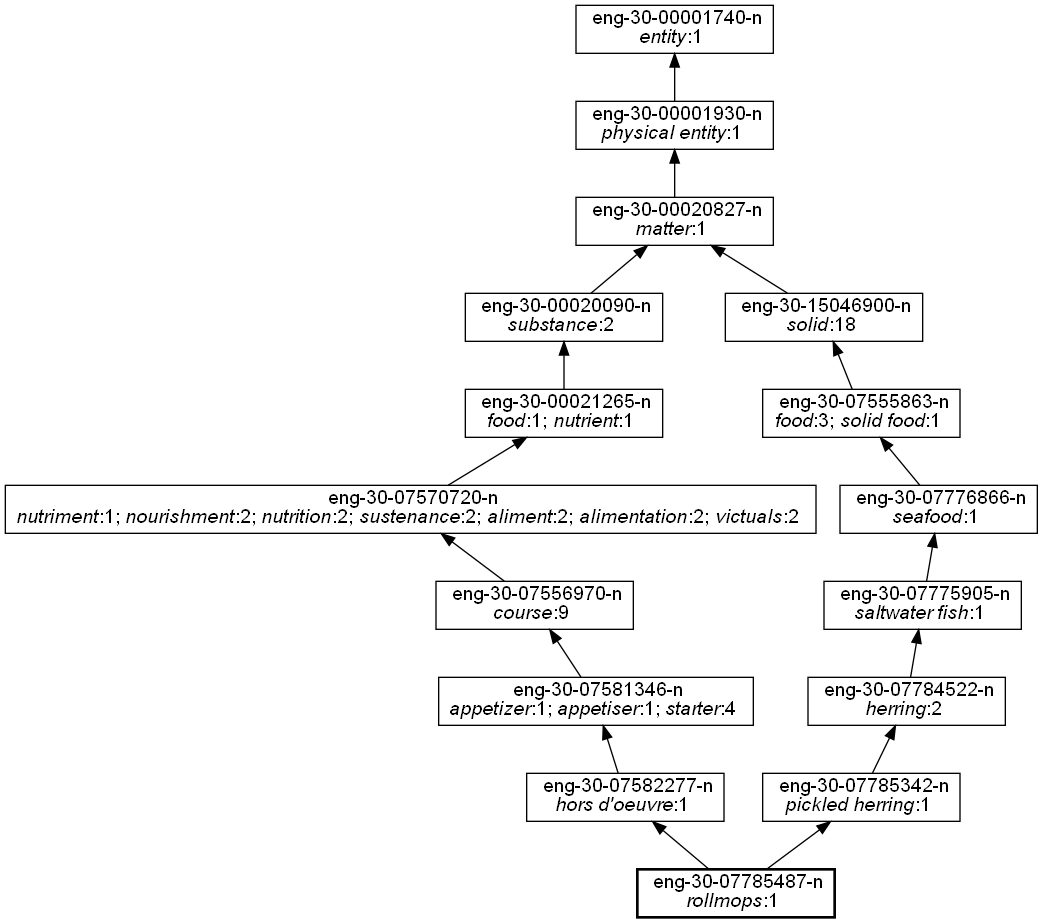 eng-30-00001740-n
entity:1
eng-30-00001930-n
physical entity:1
eng-30-00020827-n
matter:1
eng-30-00020090-n
substance:2
eng-30-15046900-n
solid:18
eng-30-00021265-n
food:1; nutrient:1
eng-30-07555863-n
food:3; solid food:1
eng-30-07570720-n
nutriment:1; nourishment:2; nutrition:2; sustenance:2; aliment:2; alimentation:2; victuals:2
eng-30-07776866-n
seafood:1
eng-30-07556970-n
course:9
eng-30-07775905-n
saltwater fish:1
eng-30-07581346-n
appetizer:1; appetiser:1; starter:4
eng-30-07784522-n
herring:2
eng-30-07582277-n
hors d'oeuvre:1
eng-30-07785342-n
pickled herring:1
eng-30-07785487-n
rollmops:1